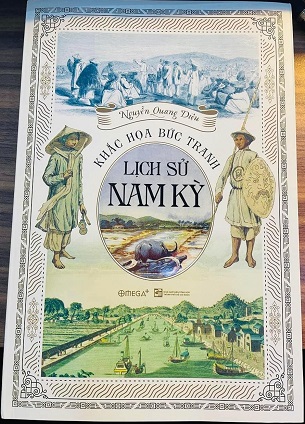 Nguyễn Quang Diệu
KHẮC HỌA BỨC TRANH
LỊCH SỬ
NAM KỲ
OMEGA+